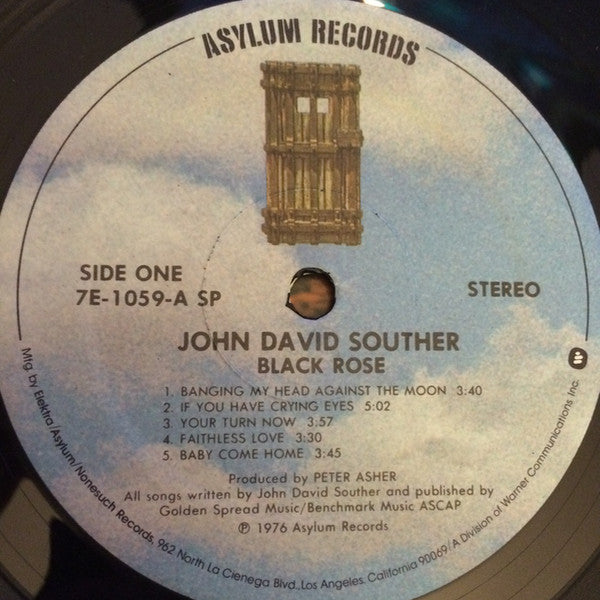 ASYLUM RECORDS
SIDE ONE
7E-1059-A SP
STEREO
JOHN DAVID SOUTHER
BLACK ROSE
1. BANGING MY HEAD AGAINST THE MOON 3:40
2. IF YOU HAVE CRYING EYES 5:02
3. YOUR TURN NOW 3:57
4. FAITHLESS LOVE 3:30
5. BABY COME HOME 3:45
Produced by PETER ASHER
All songs written by John David Souther and published by
Golden Spread Music/Benchmark Music ASCAP
℗ 1976 Asylum Records
Mfg. by Elektra/Asylum/Nonesuch Records, 962 North La Cienega Blvd., Los Angeles, California 90069/A Division of Warner Communications Inc.